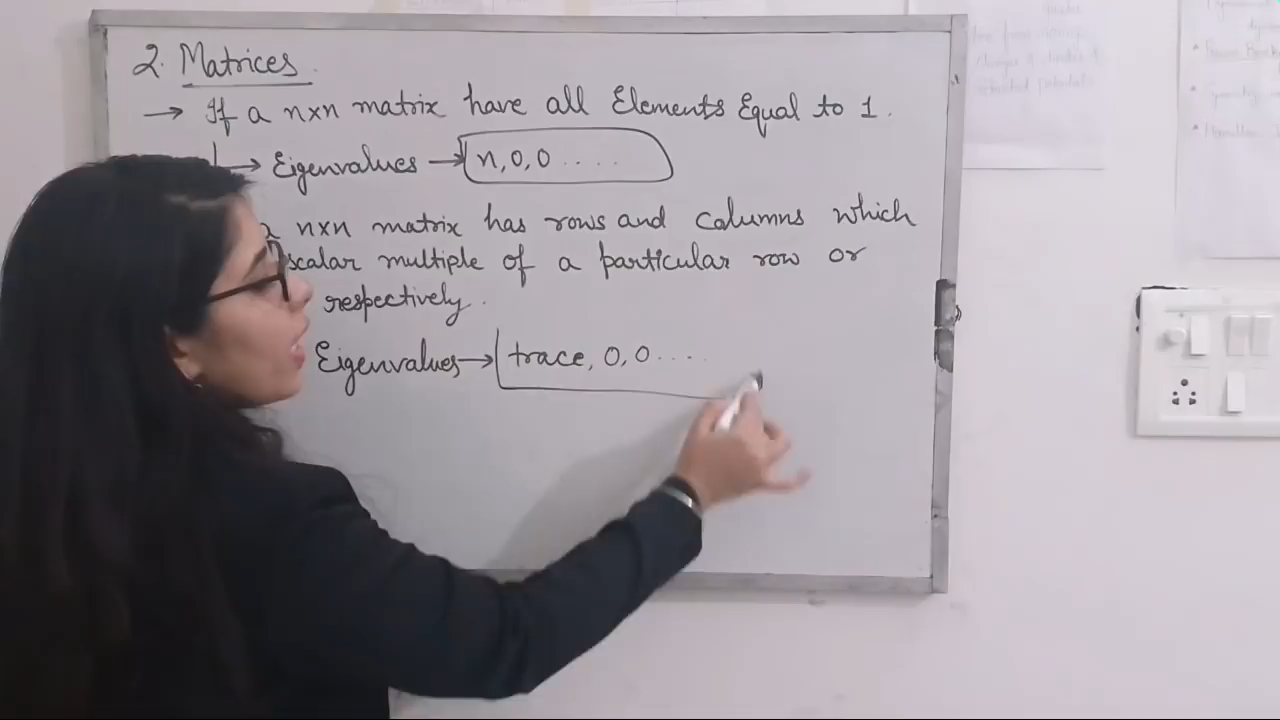 2. Matrices.
→ If a n×n matrix have all Elements Equal to 1.
→ Eigenvalues → n, 0, 0 .....
a n×n matrix has rows and columns which
scalar multiple of a particular row or
respectively.
Eigenvalues → trace, 0, 0 ....